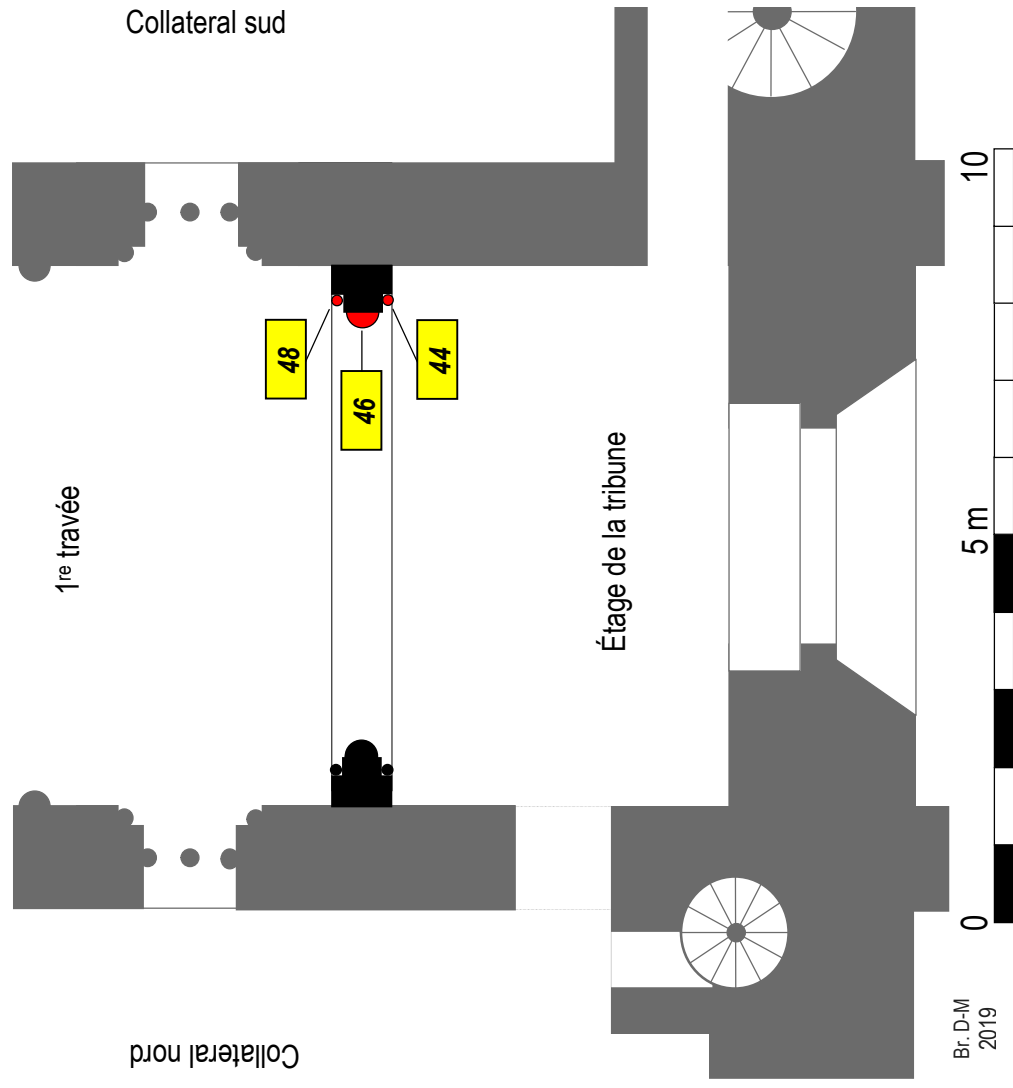 Collateral sud
48
46
44
1re travée
Étage de la tribune
10
5 m
0
Collateral nord
Br. D-M
2019